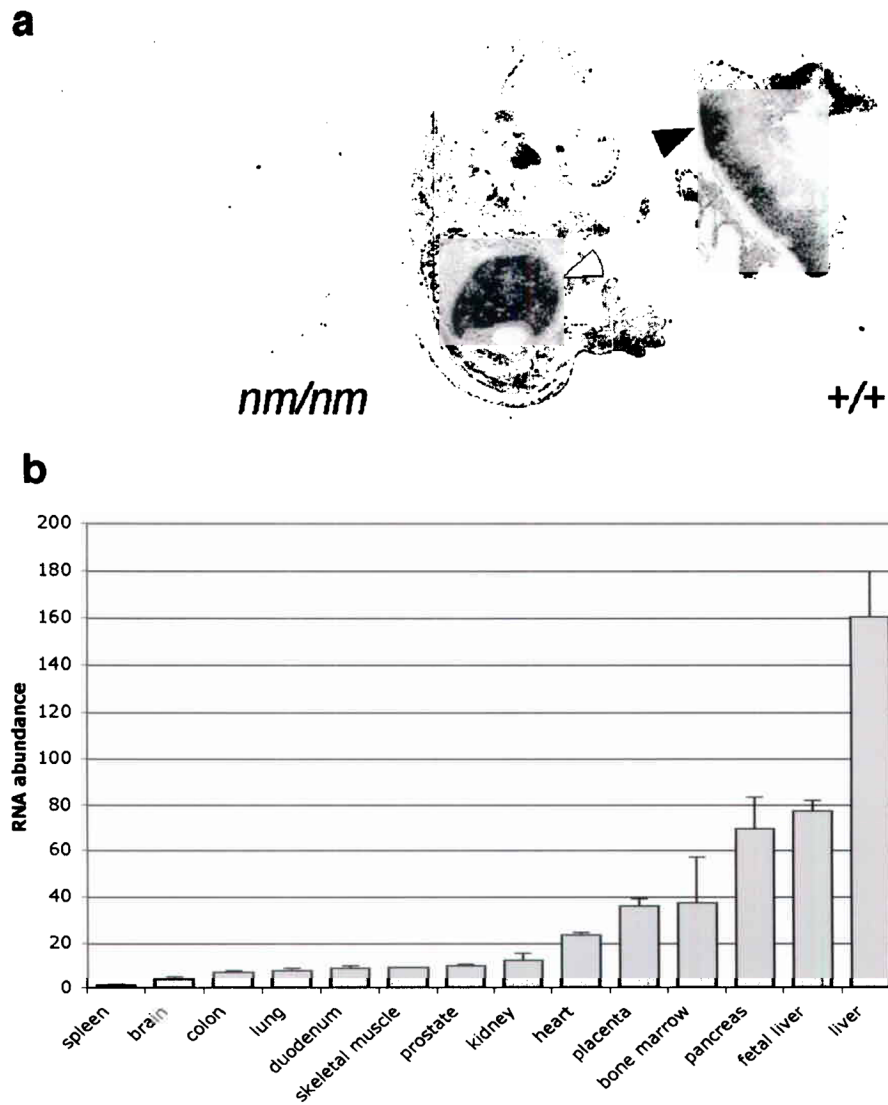 a
nm/nm
+/+
b
200
180
160
140
120
100
80
60
40
20
0
RNA abundance
spleen
brain
colon
lung
duodenum
skeletal muscle
prostate
kidney
heart
placenta
bone marrow
pancreas
fetal liver
liver